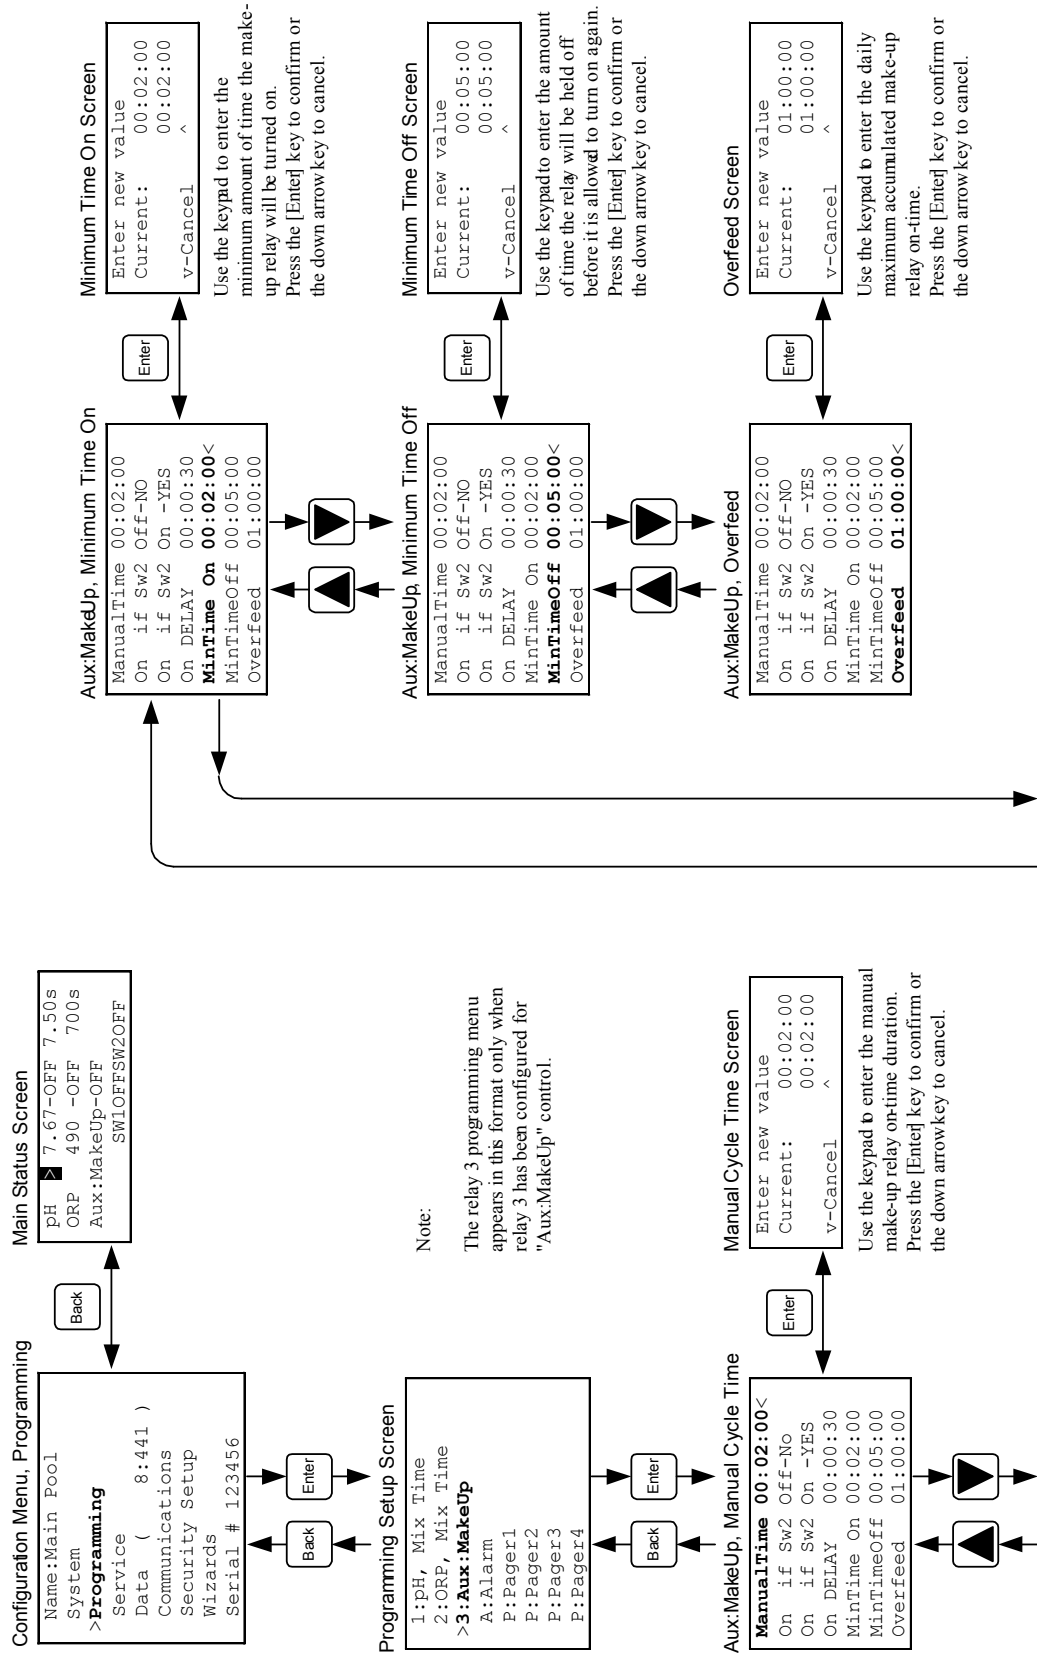 Configuration Menu, Programming
Name:Main Pool
System
>Programming
Service
Data ( 8:441 )
Communications
Security Setup
Wizards
Serial # 123456
Back
Main Status Screen
pH > 7.67-OFF 7.50s
ORP 490 -OFF 700s
Aux:MakeUp-OFF
SW1OFFSW2OFF
Back
Enter
Programming Setup Screen
1:pH, Mix Time
2:ORP, Mix Time
>3:Aux:MakeUp
A:Alarm
P:Pager1
P:Pager2
P:Pager3
P:Pager4
Note:
The relay 3 programming menu
appears in this format only when
relay 3 has been configured for
"Aux:MakeUp" control.
Back
Enter
Aux:MakeUp, Manual Cycle Time
ManualTime 00:02:00<
On if Sw2 Off-No
On if Sw2 On -YES
On DELAY 00:00:30
MinTime On 00:02:00
MinTimeOff 00:05:00
Overfeed 01:00:00
Enter
Manual Cycle Time Screen
Enter new value
Current: 00:02:00
00:02:00
v-Cancel ^
Use the keypad to enter the manual
make-up relay on-time duration.
Press the [Enter] key to confirm or
the down arrow key to cancel.
Aux:MakeUp, Minimum Time On
ManualTime 00:02:00
On if Sw2 Off-NO
On if Sw2 On -YES
On DELAY 00:00:30
MinTime On 00:02:00<
MinTimeOff 00:05:00
Overfeed 01:00:00
Enter
Minimum Time On Screen
Enter new value
Current: 00:02:00
00:02:00
v-Cancel ^
Use the keypad to enter the
minimum amount of time the make-
up relay will be turned on.
Press the [Enter] key to confirm or
the down arrow key to cancel.
Aux:MakeUp, Minimum Time Off
ManualTime 00:02:00
On if Sw2 Off-NO
On if Sw2 On -YES
On DELAY 00:00:30
MinTime On 00:02:00
MinTimeOff 00:05:00<
Overfeed 01:00:00
Enter
Minimum Time Off Screen
Enter new value
Current: 00:05:00
00:05:00
v-Cancel ^
Use the keypad to enter the amount
of time the relay will be held off
before it is allowed to turn on again.
Press the [Enter] key to confirm or
the down arrow key to cancel.
Aux:MakeUp, Overfeed
ManualTime 00:02:00
On if Sw2 Off-NO
On if Sw2 On -YES
On DELAY 00:00:30
MinTime On 00:02:00
MinTimeOff 00:05:00
Overfeed 01:00:00<
Enter
Overfeed Screen
Enter new value
Current: 01:00:00
01:00:00
v-Cancel ^
Use the keypad to enter the daily
maximum accumulated make-up
relay on-time.
Press the [Enter] key to confirm or
the down arrow key to cancel.